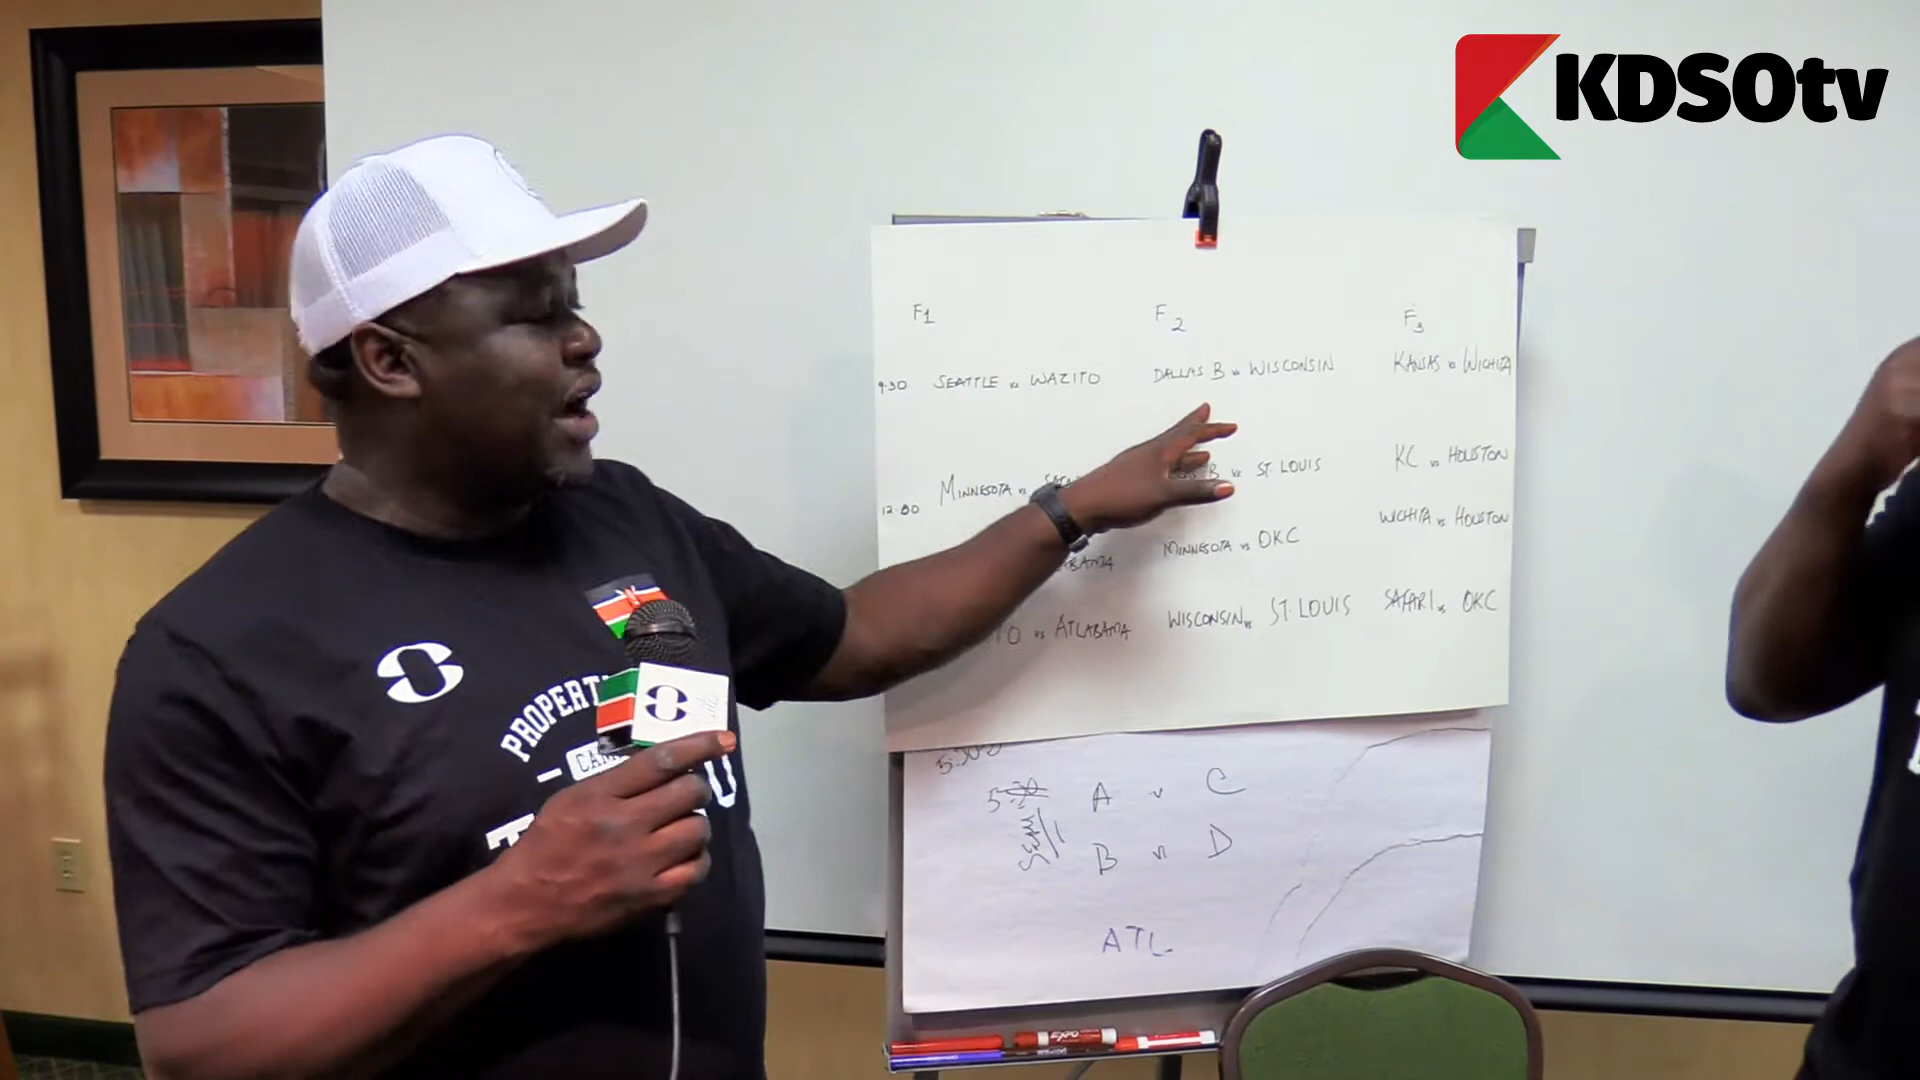 KDSOtv
F1 F2 F3
9:30 SEATTLE vs WAZITO DALLAS B vs WISCONSIN KANSAS vs WICHITA
KC vs HOUSTON
12:00 MINNESOTA vs B vs ST. LOUIS
WICHITA vs HOUSTON
MINNESOTA vs OKC
SAFARI vs OKC
vs ATLABAMA WISCONSIN vs ST. LOUIS
A v C
B v D
ATL
PROPERT
EXPO